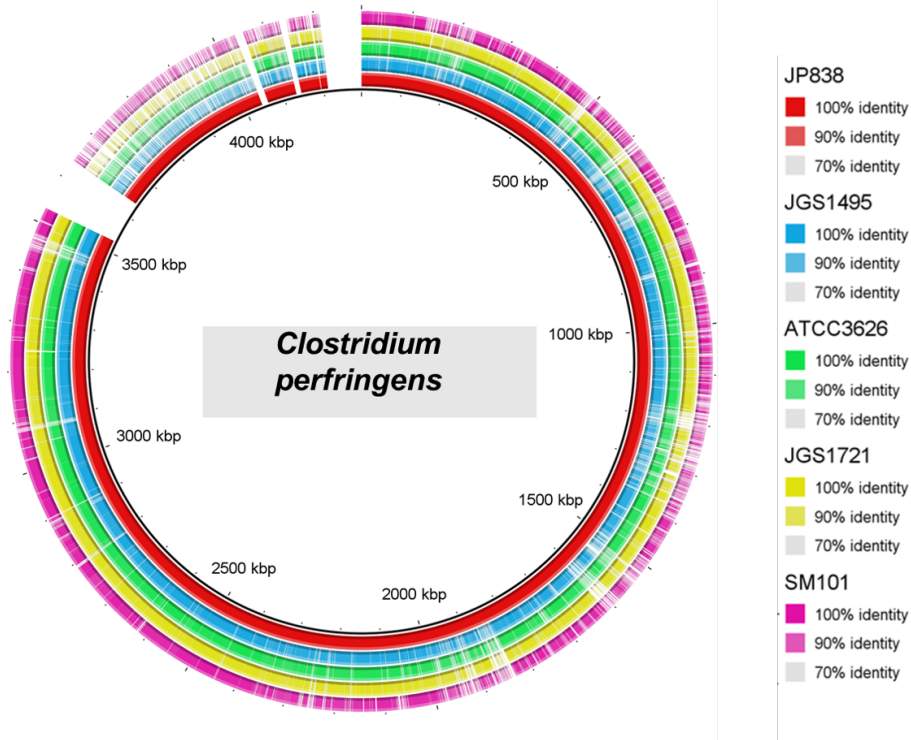 4000 kbp
500 kbp
3500 kbp
1000 kbp
Clostridium
perfringens
3000 kbp
1500 kbp
2500 kbp
2000 kbp
JP838
100% identity
90% identity
70% identity
JGS1495
100% identity
90% identity
70% identity
ATCC3626
100% identity
90% identity
70% identity
JGS1721
100% identity
90% identity
70% identity
SM101
100% identity
90% identity
70% identity